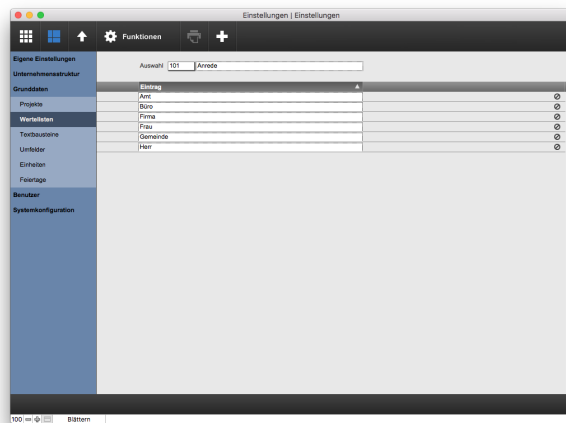 Einstellungen | Einstellungen
Funktionen
Eigene Einstellungen
Unternehmensstruktur
Grunddaten
Projekte
Wertelisten
Textbausteine
Umfelder
Einheiten
Feiertage
Benutzer
Systemkonfiguration
Auswahl 101 Anrede
Eintrag
Amt
Büro
Firma
Frau
Gemeinde
Herr
100 Blättern